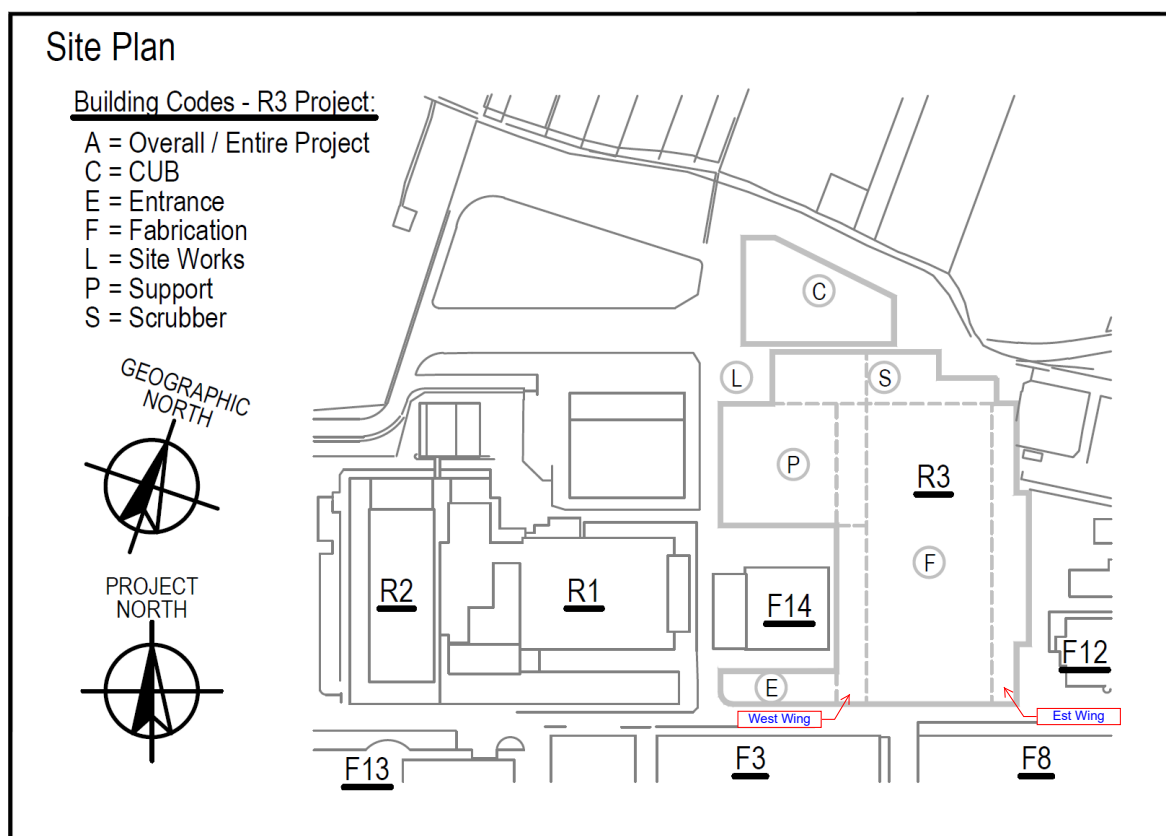 Site Plan
Building Codes - R3 Project:
A = Overall / Entire Project
C = CUB
E = Entrance
F = Fabrication
L = Site Works
P = Support
S = Scrubber
GEOGRAPHIC
NORTH
PROJECT
NORTH
C
L
S
P
R3
F
R2
R1
F14
F12
E
West Wing
Est Wing
F13
F3
F8